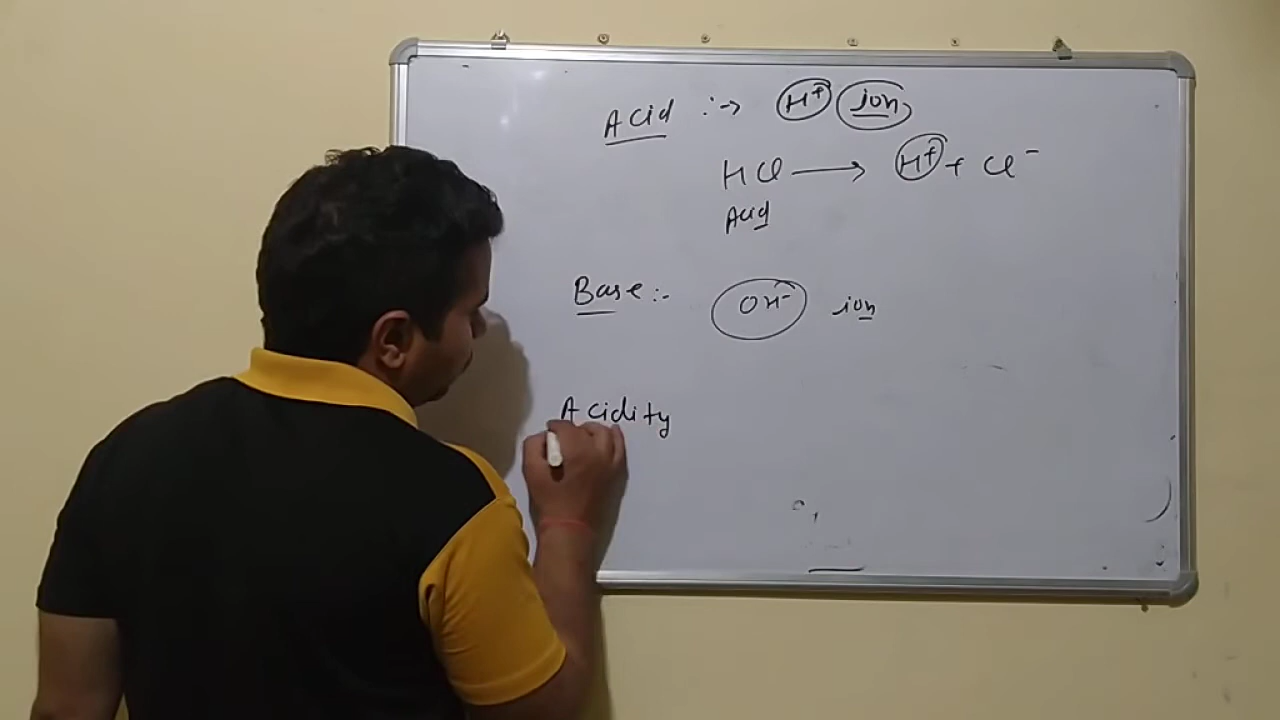 Acid :→ H⁺ ion
HCl ⟶ H⁺ + Cl⁻
Acid
Base :- OH⁻ ion
Acidity